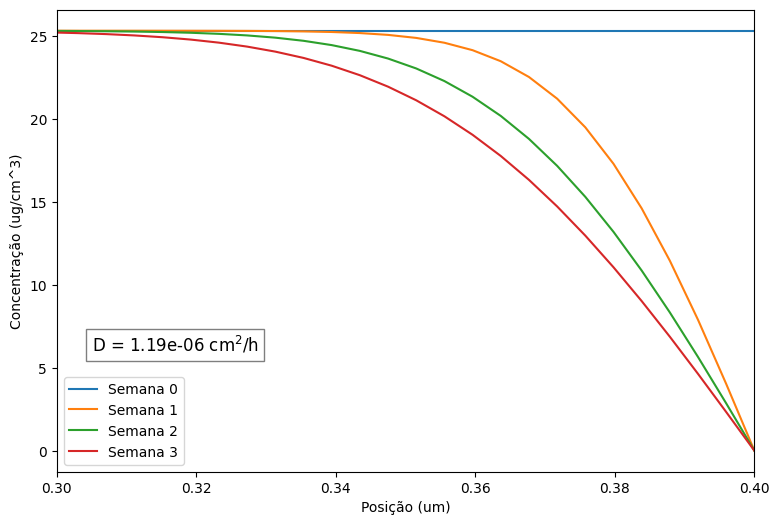 25
20
15
10
5
0
Concentração (ug/cm^3)
D = 1.19e-06 cm²/h
Semana 0
Semana 1
Semana 2
Semana 3
0.30 0.32 0.34 0.36 0.38 0.40
Posição (um)